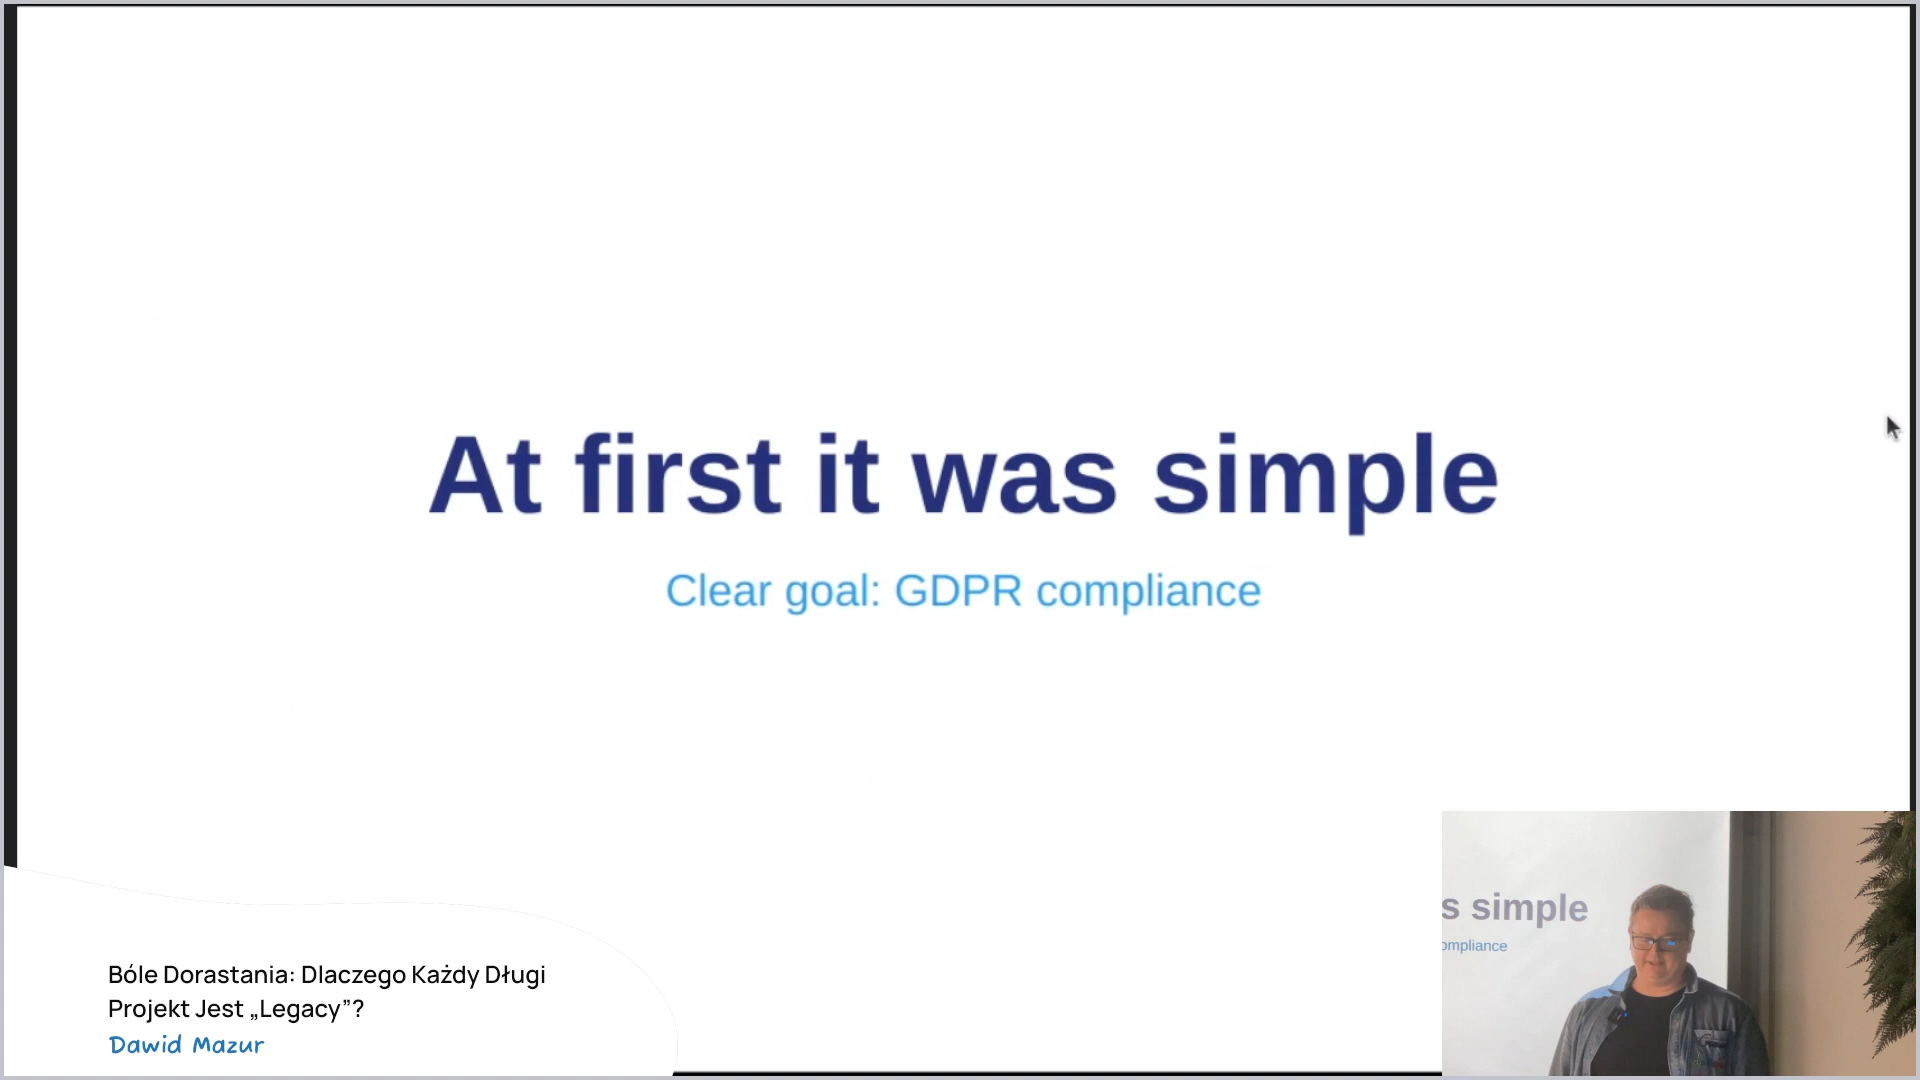 At first it was simple
Clear goal: GDPR compliance
s simple
ompliance
Bóle Dorastania: Dlaczego Każdy Długi
Projekt Jest „Legacy”?
Dawid Mazur